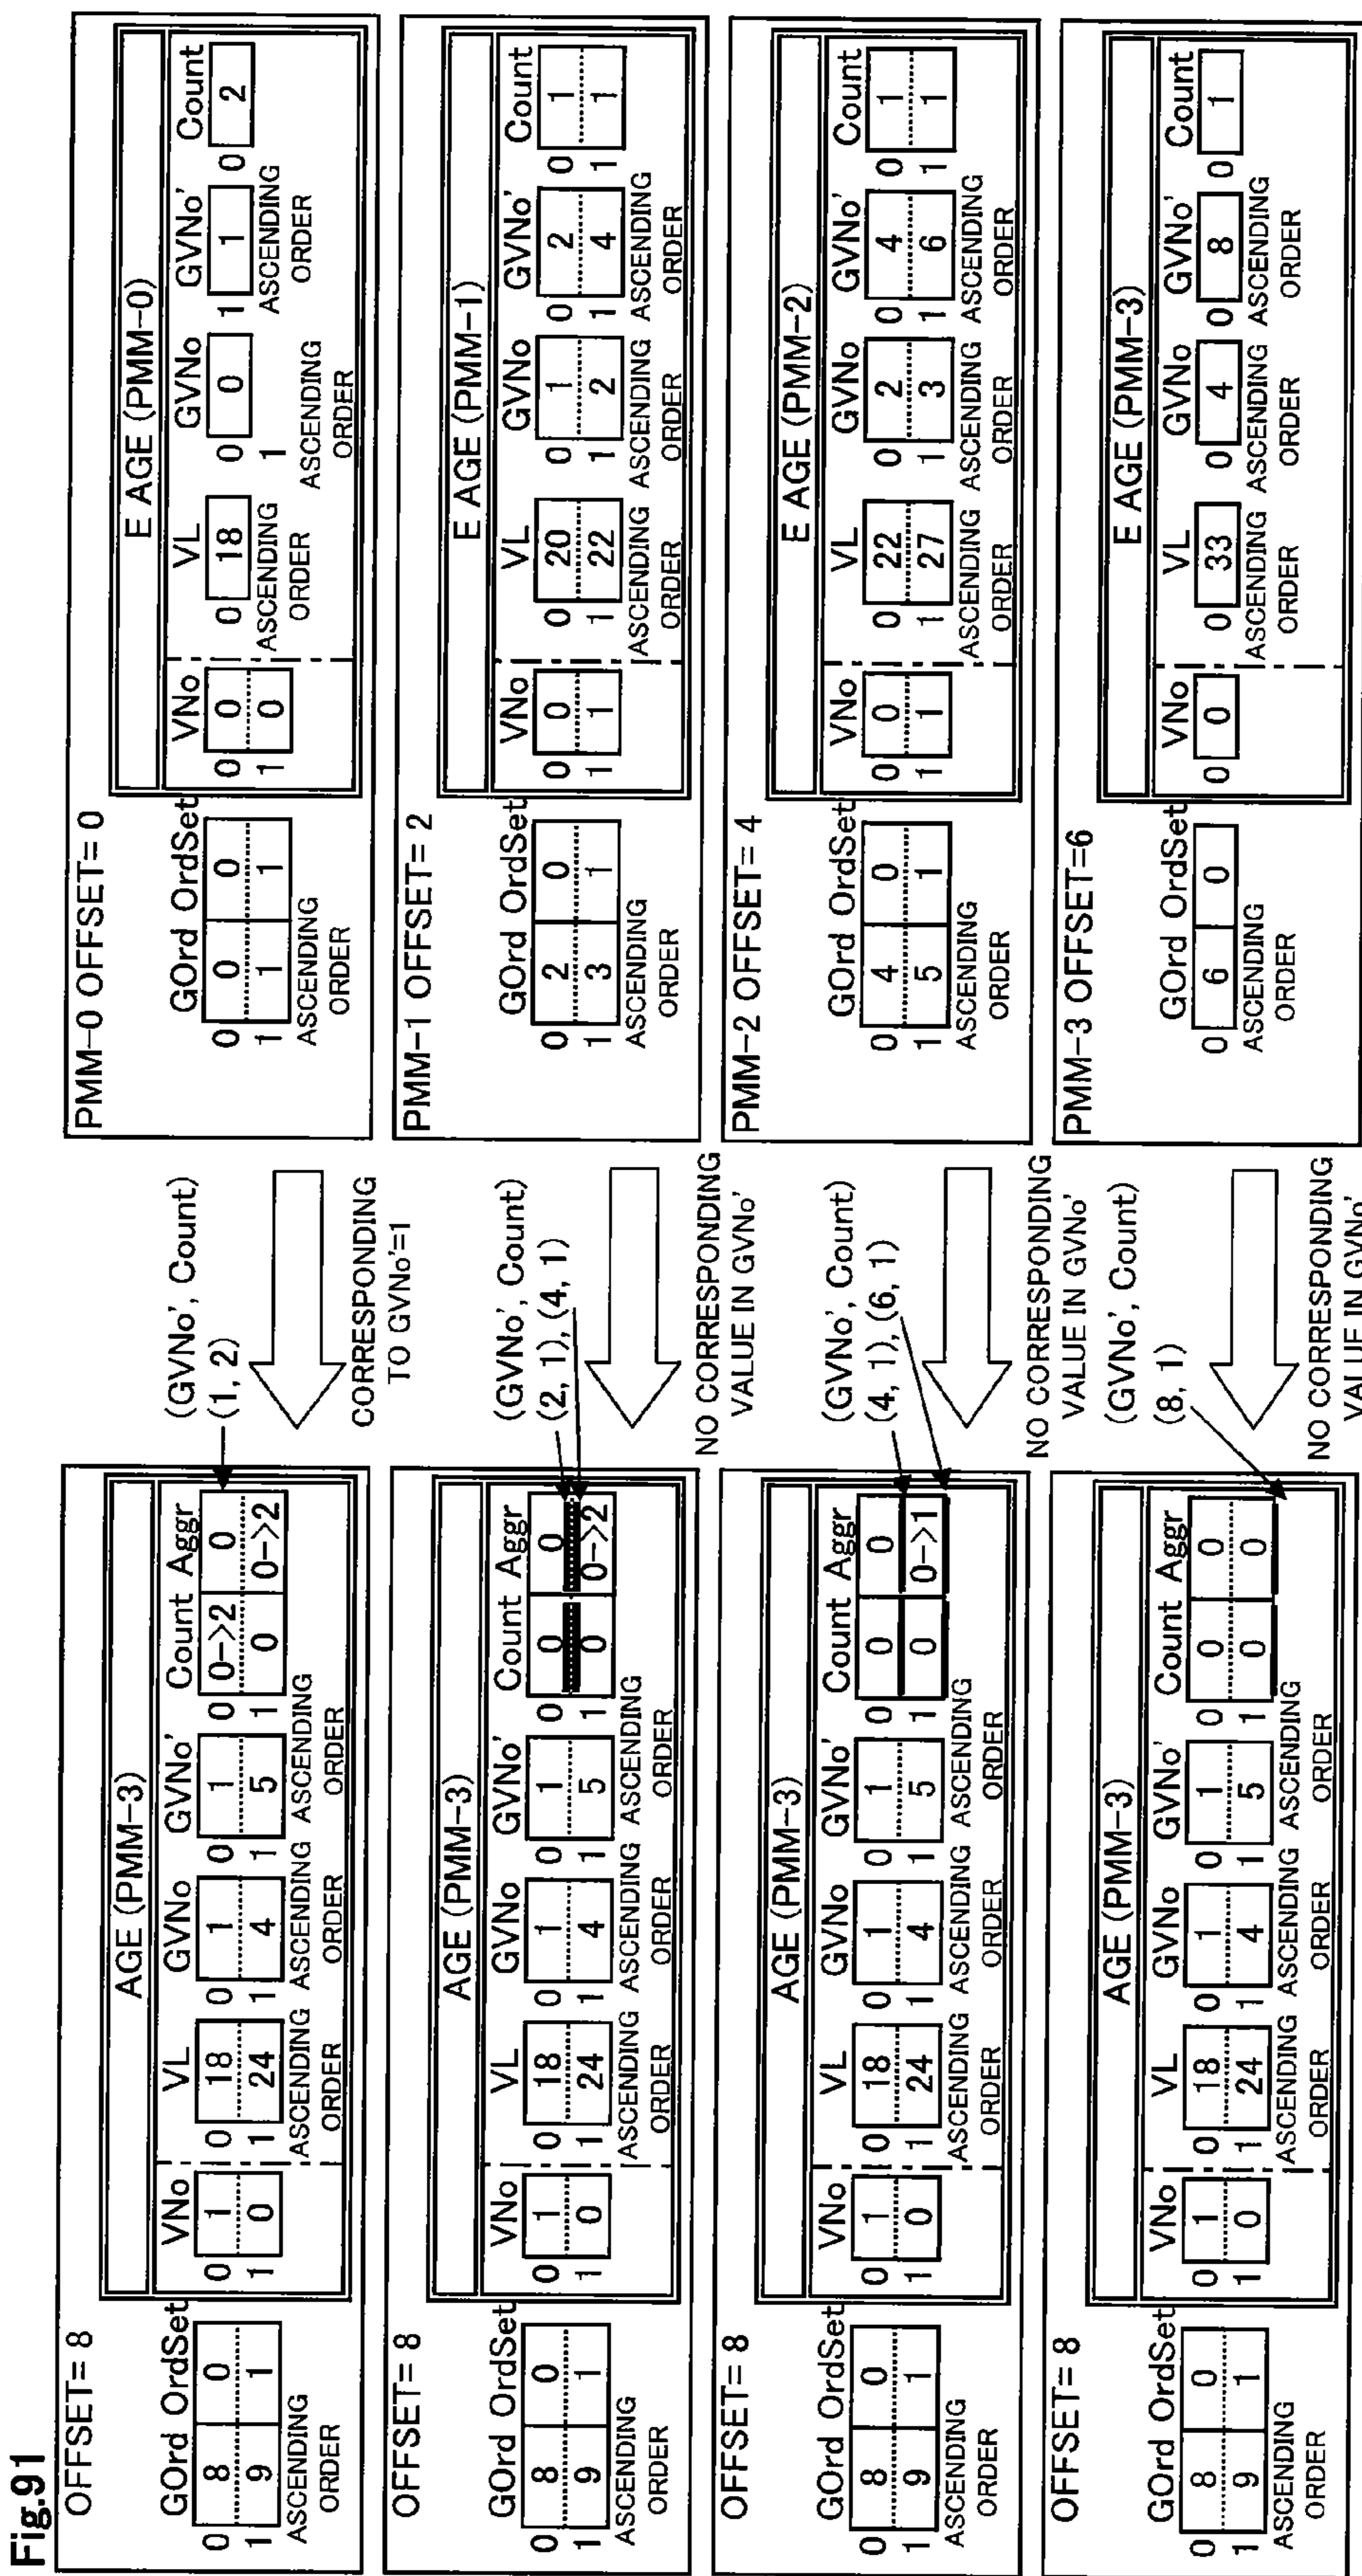 Fig.91
OFFSET= 8
AGE (PMM-3)
GOrd OrdSet VNo VL GVNo GVNo' Count Aggr
0 8 0 0 1 0 18 0 1 0 1 0 0->2 0
1 9 1 1 0 1 24 1 4 1 5 1 0 0->2
ASCENDING ORDER ASCENDING ORDER ASCENDING ORDER ASCENDING ORDER
(GVNo', Count)
(1, 2)
CORRESPONDING
TO GVNo'=1
PMM-0 OFFSET= 0
E AGE (PMM-0)
GOrd OrdSet VNo VL GVNo GVNo' Count
0 0 0 0 0 0 18 0 0 1 1 0 2
1 1 1 1 0 1
ASCENDING ORDER ASCENDING ORDER ASCENDING ORDER ASCENDING ORDER
OFFSET= 8
AGE (PMM-3)
GOrd OrdSet VNo VL GVNo GVNo' Count Aggr
0 8 0 0 1 0 18 0 1 0 1 0 0 0
1 9 1 1 0 1 24 1 4 1 5 1 0 0->2
ASCENDING ORDER ASCENDING ORDER ASCENDING ORDER ASCENDING ORDER
(GVNo', Count)
(2, 1), (4, 1)
NO CORRESPONDING
VALUE IN GVNo'
PMM-1 OFFSET= 2
E AGE (PMM-1)
GOrd OrdSet VNo VL GVNo GVNo' Count
0 2 0 0 0 0 20 0 1 0 2 0 1
1 3 1 1 1 1 22 1 2 1 4 1 1
ASCENDING ORDER ASCENDING ORDER ASCENDING ORDER ASCENDING ORDER
OFFSET= 8
AGE (PMM-3)
GOrd OrdSet VNo VL GVNo GVNo' Count Aggr
0 8 0 0 1 0 18 0 1 0 1 0 0 0
1 9 1 1 0 1 24 1 4 1 5 1 0 0->1
ASCENDING ORDER ASCENDING ORDER ASCENDING ORDER ASCENDING ORDER
(GVNo', Count)
(4, 1), (6, 1)
NO CORRESPONDING
VALUE IN GVNo'
PMM-2 OFFSET= 4
E AGE (PMM-2)
GOrd OrdSet VNo VL GVNo GVNo' Count
0 4 0 0 0 0 22 0 2 0 4 0 1
1 5 1 1 1 1 27 1 3 1 6 1 1
ASCENDING ORDER ASCENDING ORDER ASCENDING ORDER ASCENDING ORDER
OFFSET= 8
AGE (PMM-3)
GOrd OrdSet VNo VL GVNo GVNo' Count Aggr
0 8 0 0 1 0 18 0 1 0 1 0 0 0
1 9 1 1 0 1 24 1 4 1 5 1 0 0
ASCENDING ORDER ASCENDING ORDER ASCENDING ORDER ASCENDING ORDER
(GVNo', Count)
(8, 1)
NO CORRESPONDING
VALUE IN GVNo'
PMM-3 OFFSET=6
E AGE (PMM-3)
GOrd OrdSet VNo VL GVNo GVNo' Count
0 6 0 0 0 0 33 0 4 0 8 0 1
ASCENDING ORDER ASCENDING ORDER ASCENDING ORDER ASCENDING ORDER